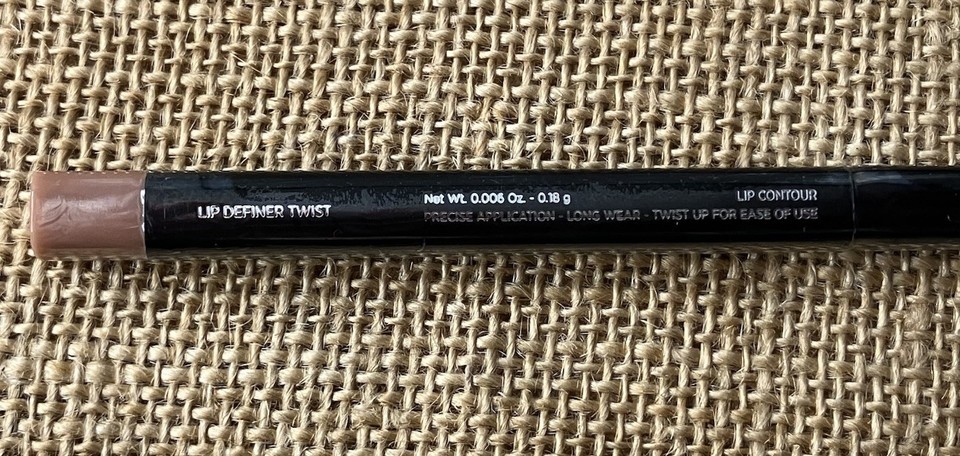 LIP DEFINER TWIST
Net Wt. 0.006 Oz. - 0.18 g
PRECISE APPLICATION - LONG WEAR - TWIST UP FOR EASE OF USE
LIP CONTOUR